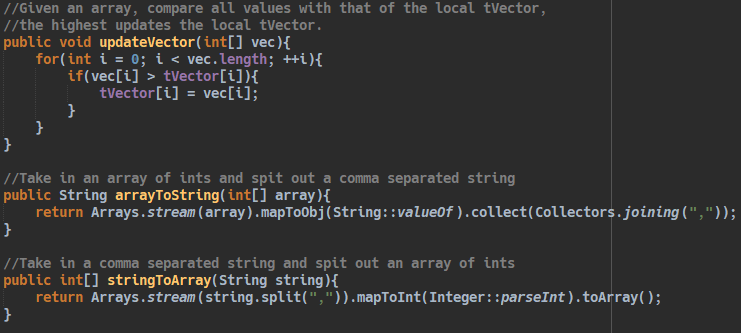 //Given an array, compare all values with that of the local tVector,
//the highest updates the local tVector.
public void updateVector(int[] vec){
    for(int i = 0; i < vec.length; ++i){
        if(vec[i] > tVector[i]){
            tVector[i] = vec[i];
        }
    }
}

//Take in an array of ints and spit out a comma separated string
public String arrayToString(int[] array){
    return Arrays.stream(array).mapToObj(String::valueOf).collect(Collectors.joining(","));
}

//Take in a comma separated string and spit out an array of ints
public int[] stringToArray(String string){
    return Arrays.stream(string.split(",")).mapToInt(Integer::parseInt).toArray();
}